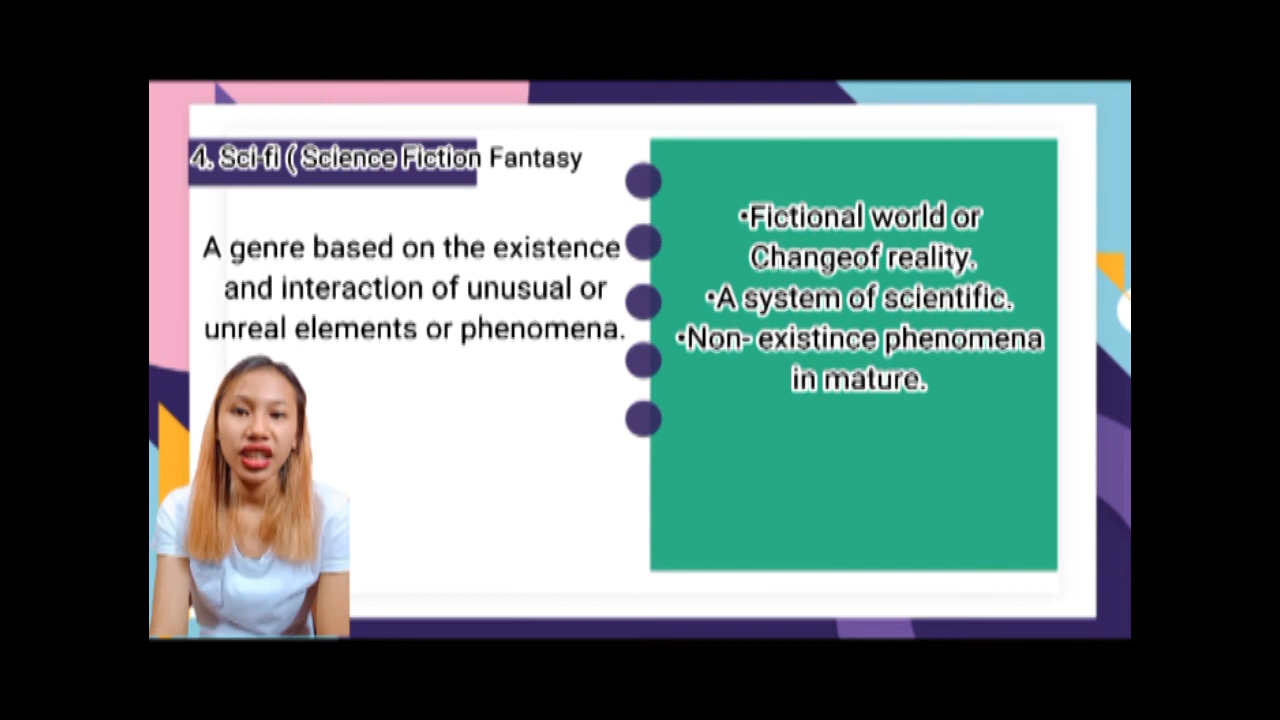 4. Sci-fi ( Science Fiction Fantasy
A genre based on the existence
and interaction of unusual or
unreal elements or phenomena.
•Fictional world or
Changeof reality.
•A system of scientific.
•Non- existince phenomena
in mature.